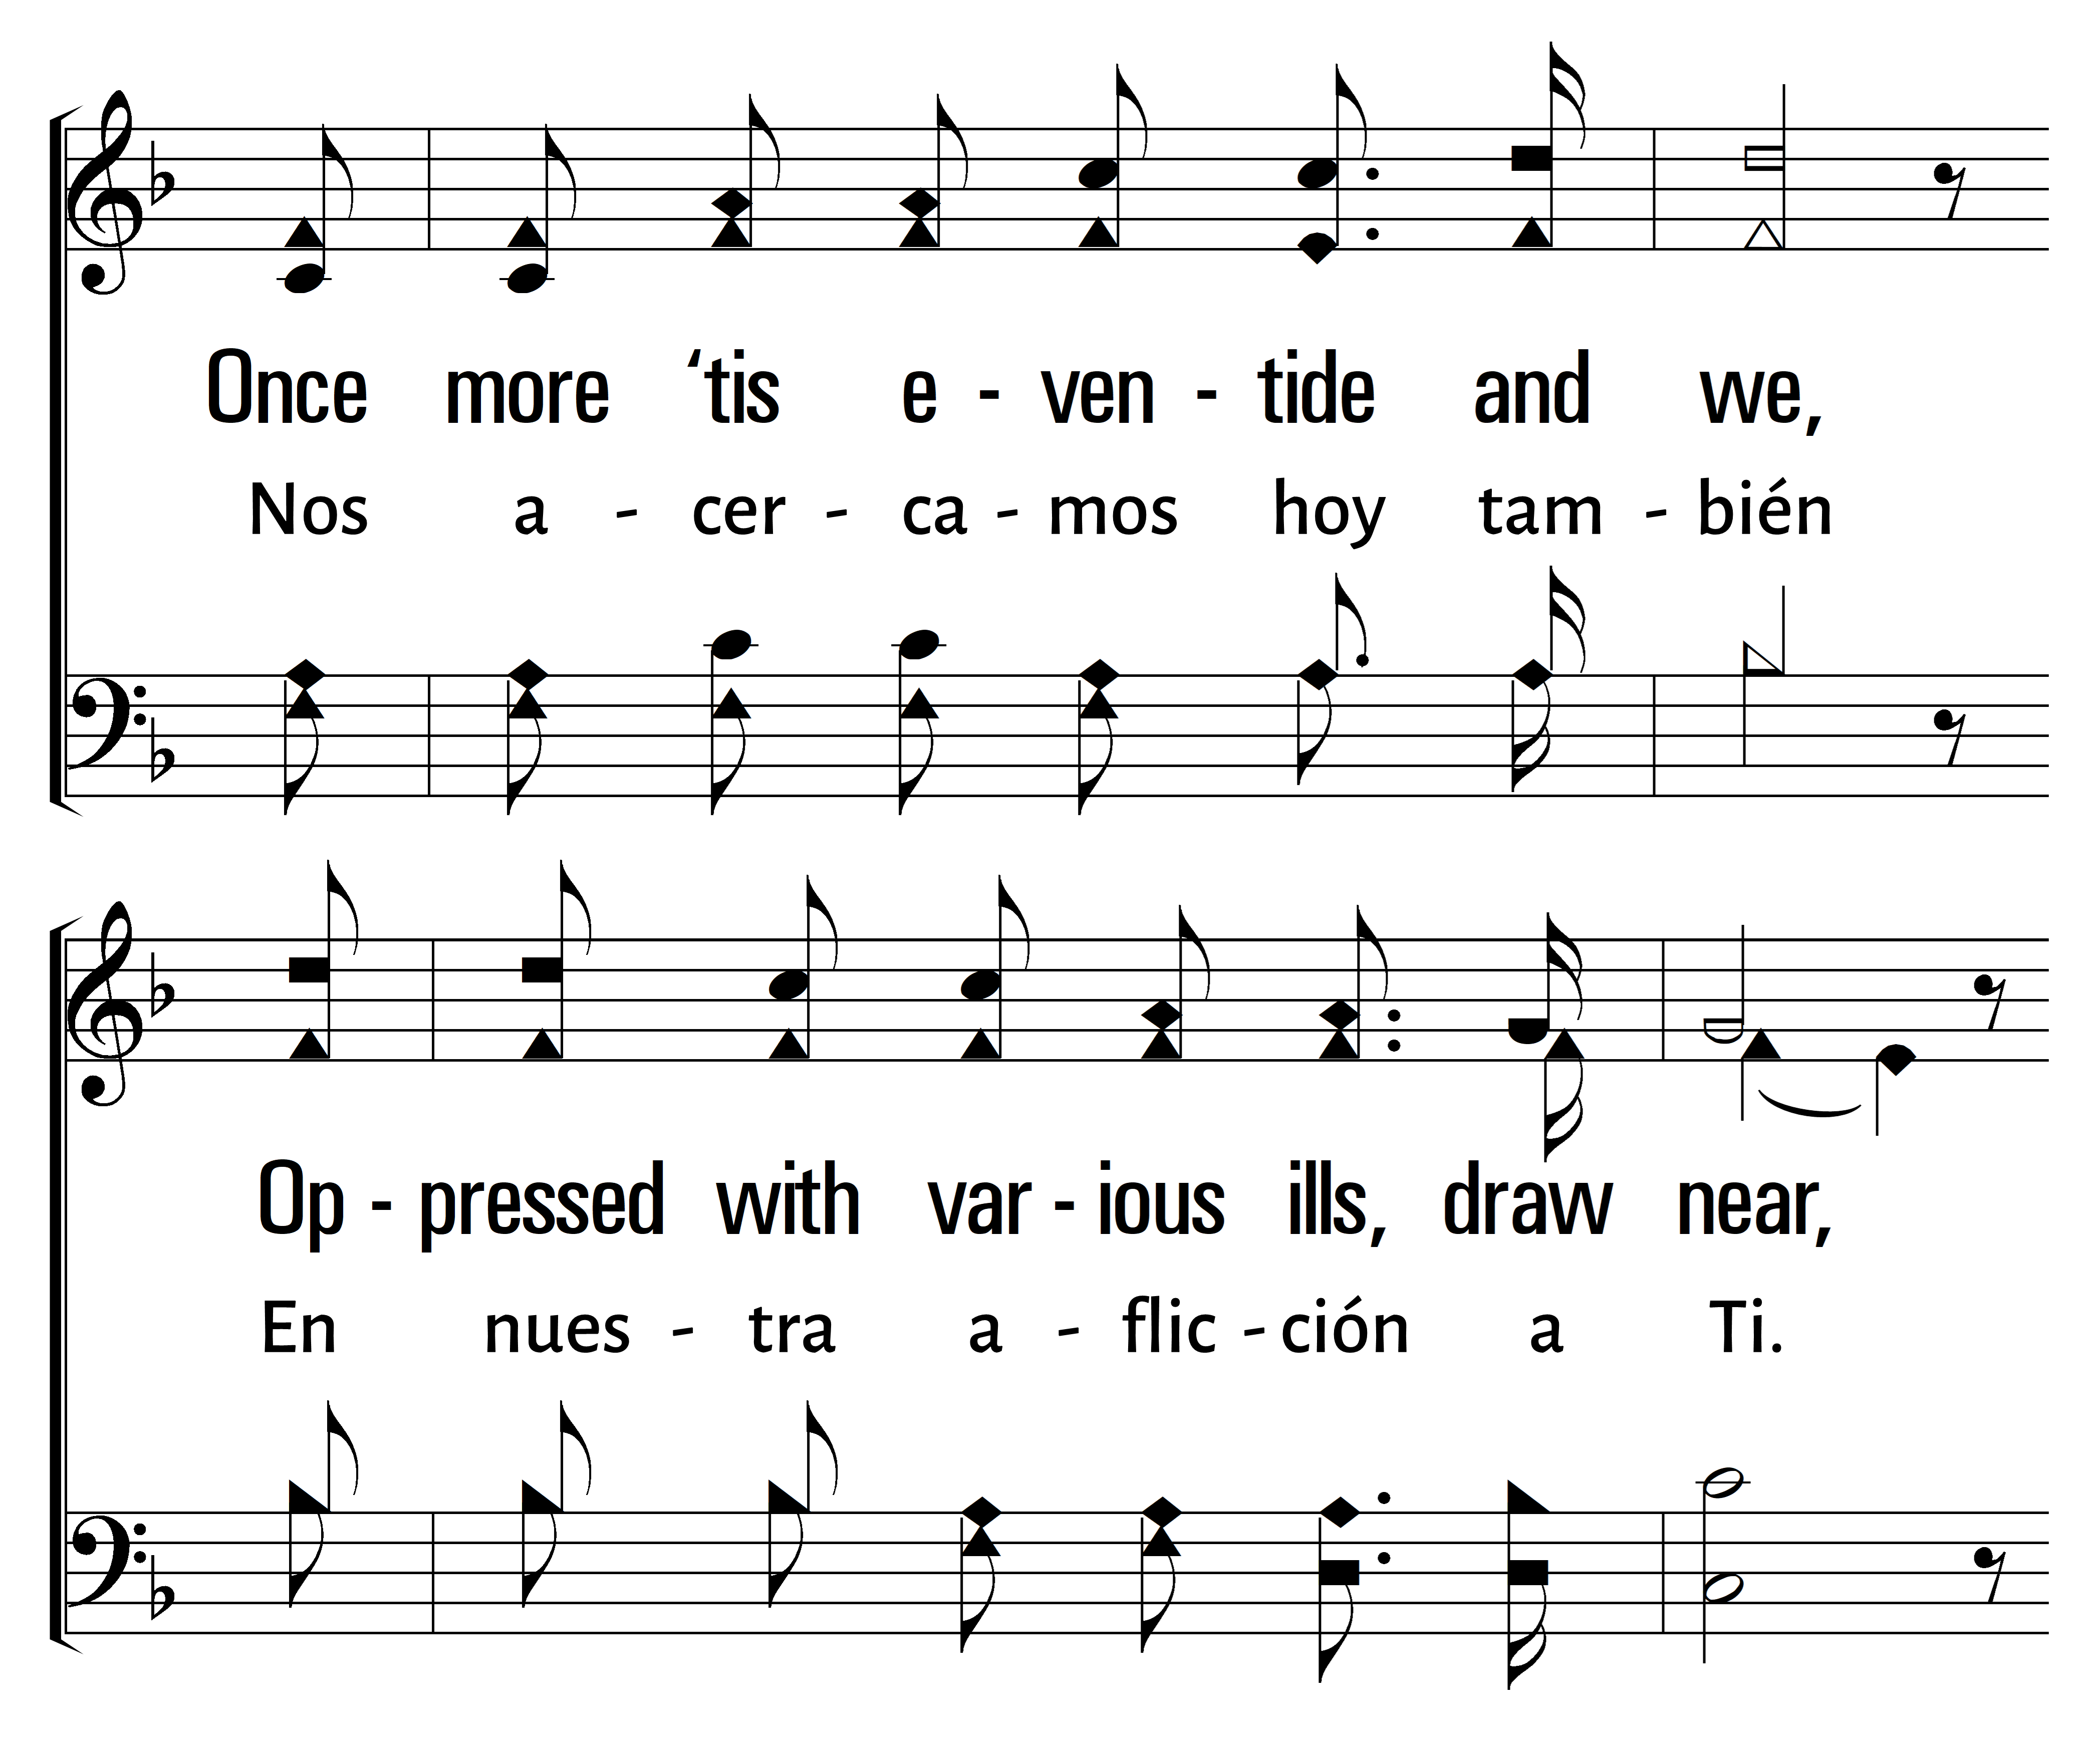 Once more ‘tis e - ven - tide and we,
Nos a - cer - ca - mos hoy tam - bién
Op - pressed with var - ious ills, draw near,
En nues - tra a - flic - ción a Ti.